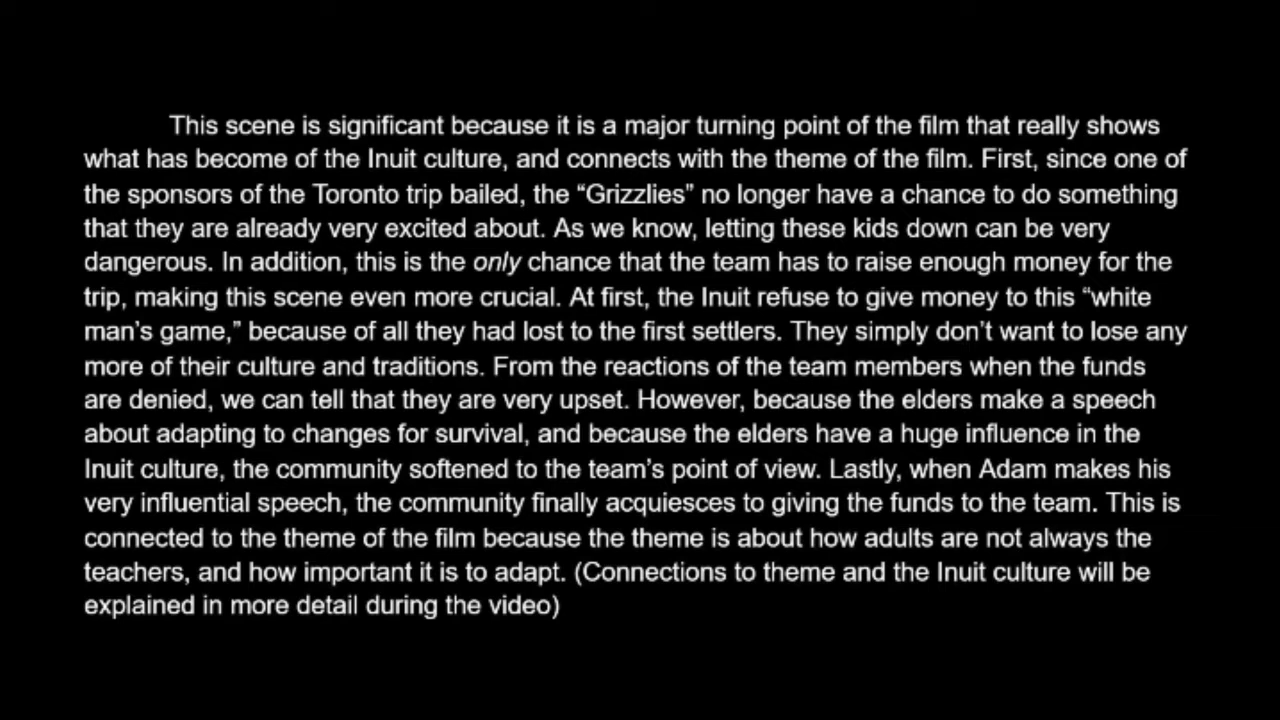 This scene is significant because it is a major turning point of the film that really shows
what has become of the Inuit culture, and connects with the theme of the film. First, since one of
the sponsors of the Toronto trip bailed, the “Grizzlies” no longer have a chance to do something
that they are already very excited about. As we know, letting these kids down can be very
dangerous. In addition, this is the only chance that the team has to raise enough money for the
trip, making this scene even more crucial. At first, the Inuit refuse to give money to this “white
man’s game,” because of all they had lost to the first settlers. They simply don’t want to lose any
more of their culture and traditions. From the reactions of the team members when the funds
are denied, we can tell that they are very upset. However, because the elders make a speech
about adapting to changes for survival, and because the elders have a huge influence in the
Inuit culture, the community softened to the team’s point of view. Lastly, when Adam makes his
very influential speech, the community finally acquiesces to giving the funds to the team. This is
connected to the theme of the film because the theme is about how adults are not always the
teachers, and how important it is to adapt. (Connections to theme and the Inuit culture will be
explained in more detail during the video)